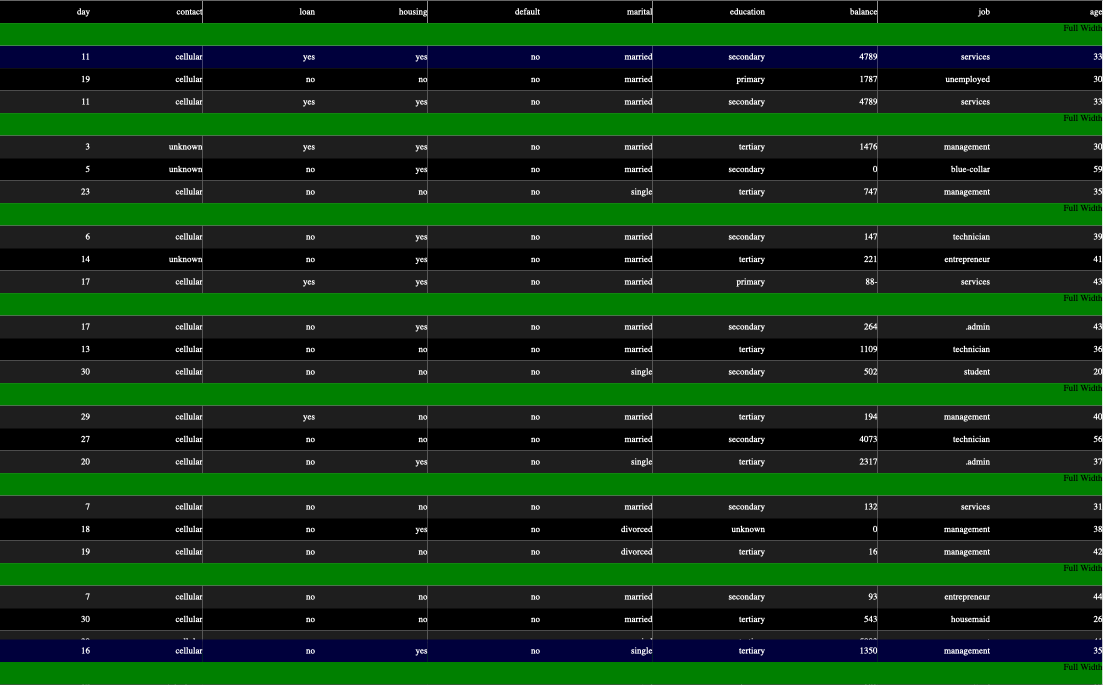 day contact loan housing default marital education balance job age
Full Width
11 cellular yes yes no married secondary 4789 services 33
19 cellular no no no married primary 1787 unemployed 30
11 cellular yes yes no married secondary 4789 services 33
Full Width
3 unknown yes yes no married tertiary 1476 management 30
5 unknown no yes no married secondary 0 blue-collar 59
23 cellular no no no single tertiary 747 management 35
Full Width
6 cellular no yes no married secondary 147 technician 39
14 unknown no yes no married tertiary 221 entrepreneur 41
17 cellular yes yes no married primary 88- services 43
Full Width
17 cellular no yes no married secondary 264 .admin 43
13 cellular no no no married tertiary 1109 technician 36
30 cellular no no no single secondary 502 student 20
Full Width
29 cellular yes no no married tertiary 194 management 40
27 cellular no no no married secondary 4073 technician 56
20 cellular no yes no single tertiary 2317 .admin 37
Full Width
7 cellular no no no married secondary 132 services 31
18 cellular no yes no divorced unknown 0 management 38
19 cellular no no no divorced tertiary 16 management 42
Full Width
7 cellular no no no married secondary 93 entrepreneur 44
30 cellular no no no married tertiary 543 housemaid 26
16 cellular no yes no single tertiary 1350 management 35
Full Width